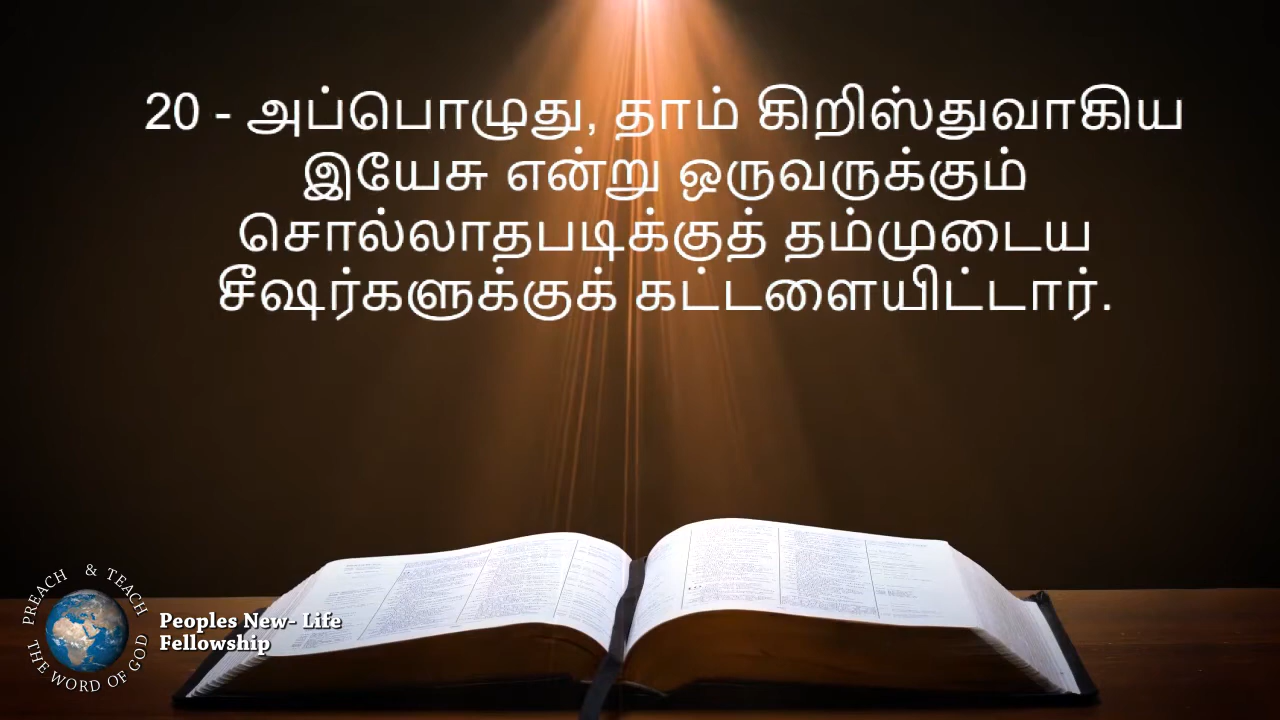 20 - அப்பொழுது, தாம் கிறிஸ்துவாகிய
இயேசு என்று ஒருவருக்கும்
சொல்லாதபடிக்குத் தம்முடைய
சீஷர்களுக்குக் கட்டளையிட்டார்.
PREACH & TEACH
THE WORD OF GOD
Peoples New- Life
Fellowship